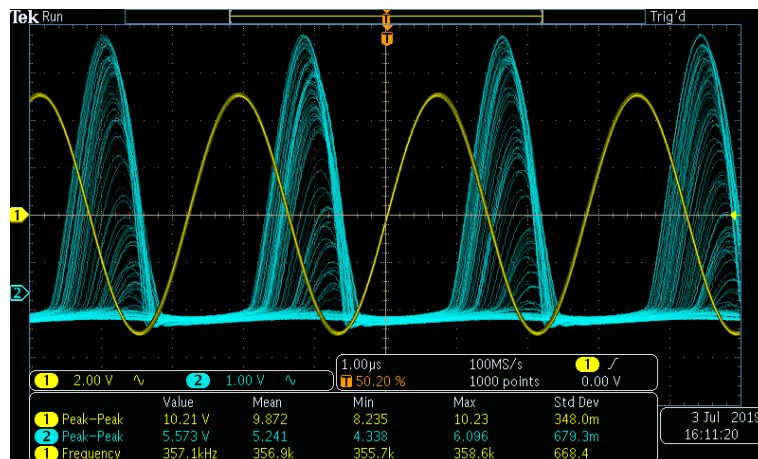 Tek Run Trig'd
T
T
1
2
1 2.00 V 2 1.00 V
1.00µs 100MS/s 1
T 50.20 % 1000 points 0.00 V
Value Mean Min Max Std Dev
1 Peak-Peak 10.21 V 9.872 8.235 10.23 348.0m
2 Peak-Peak 5.573 V 5.241 4.338 6.096 679.3m
1 Frequency 357.1kHz 356.9k 355.7k 358.6k 668.4
3 Jul 2019
16:11:20